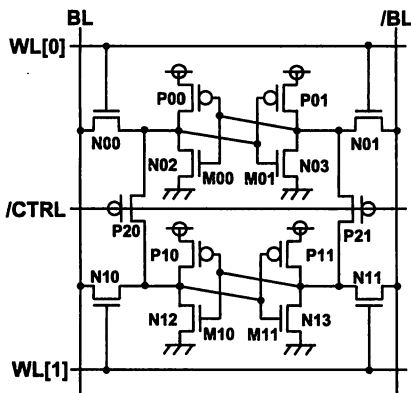 BL /BL
WL[0]
P00 P01
N00 N01
N02 M00 M01 N03
/CTRL
P20 P21
P10 P11
N10 N11
N12 M10 M11 N13
WL[1]